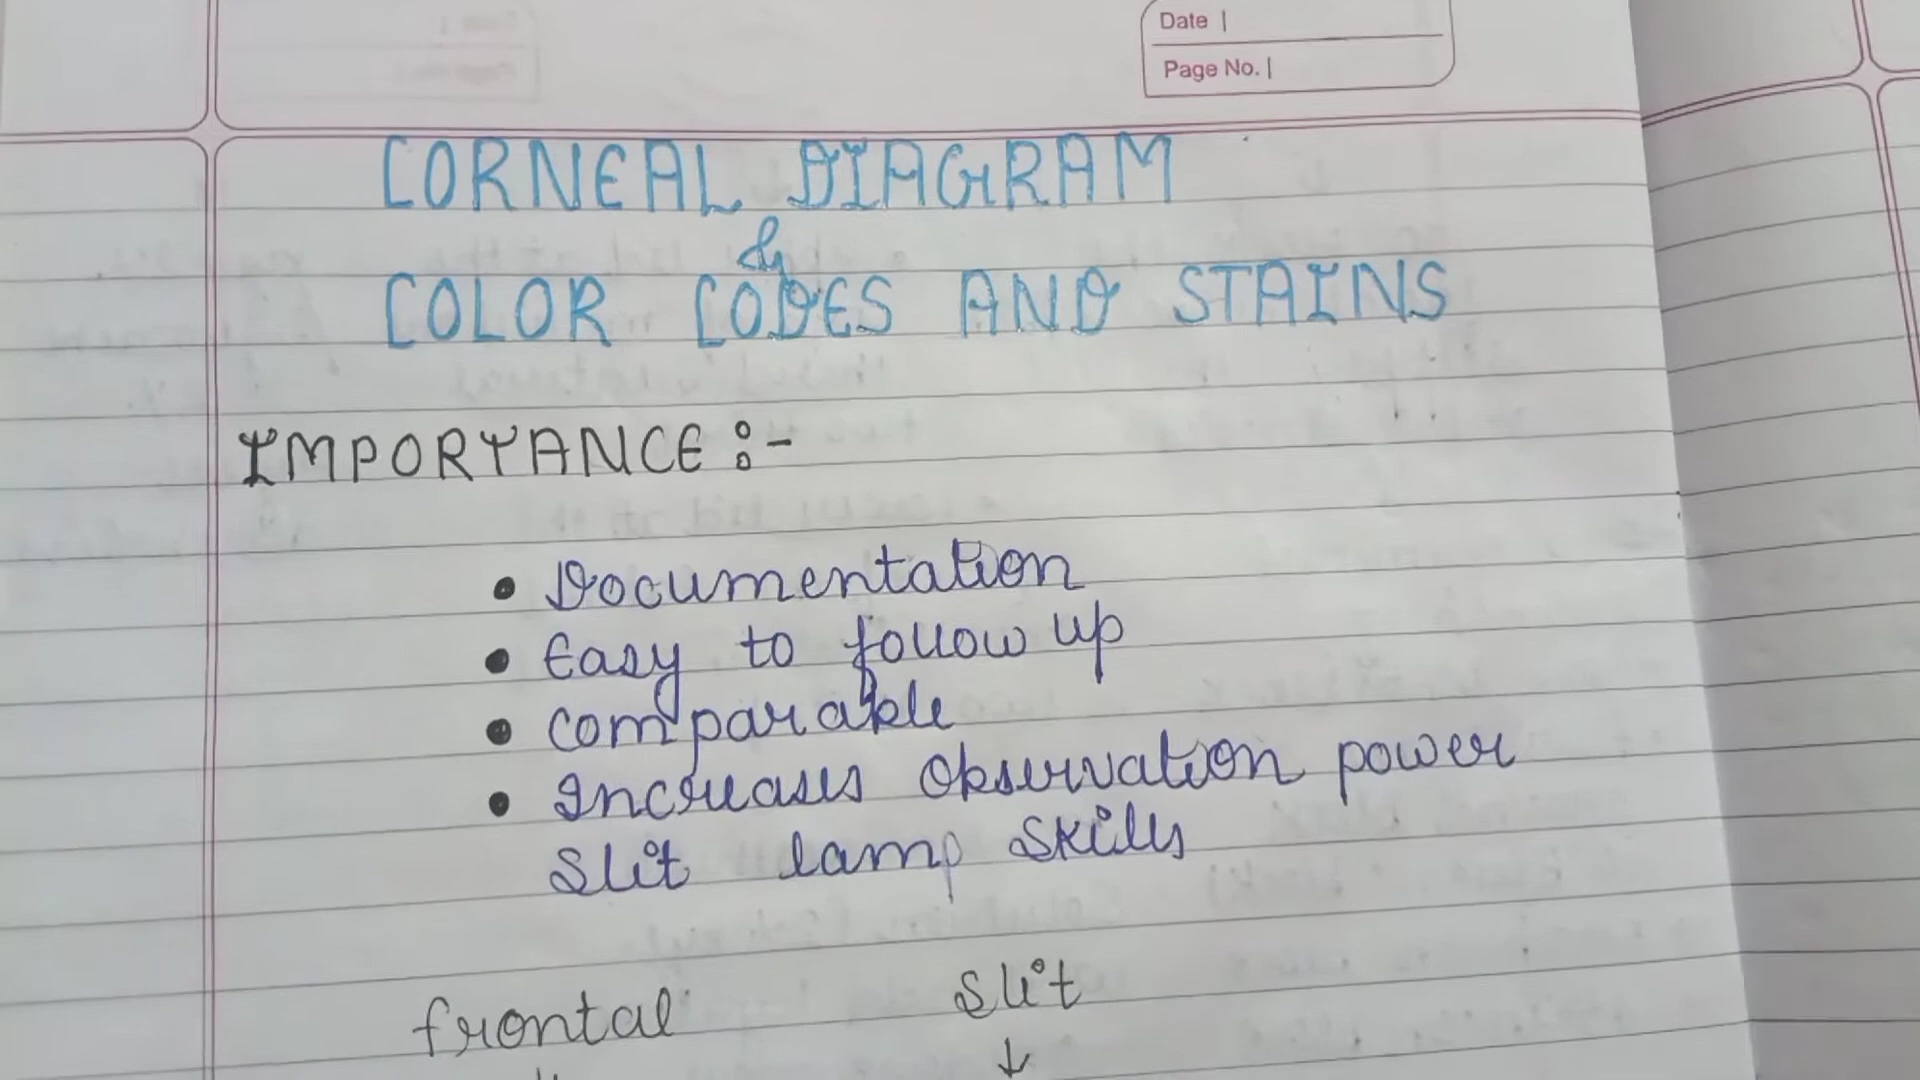 Date |
Page No. |
CORNEAL DIAGRAM
&
COLOR CODES AND STAINS
IMPORTANCE :-
• Documentation
• Easy to follow up
• comparable
• Increases observation power
slit lamp skills
frontal slit
↓